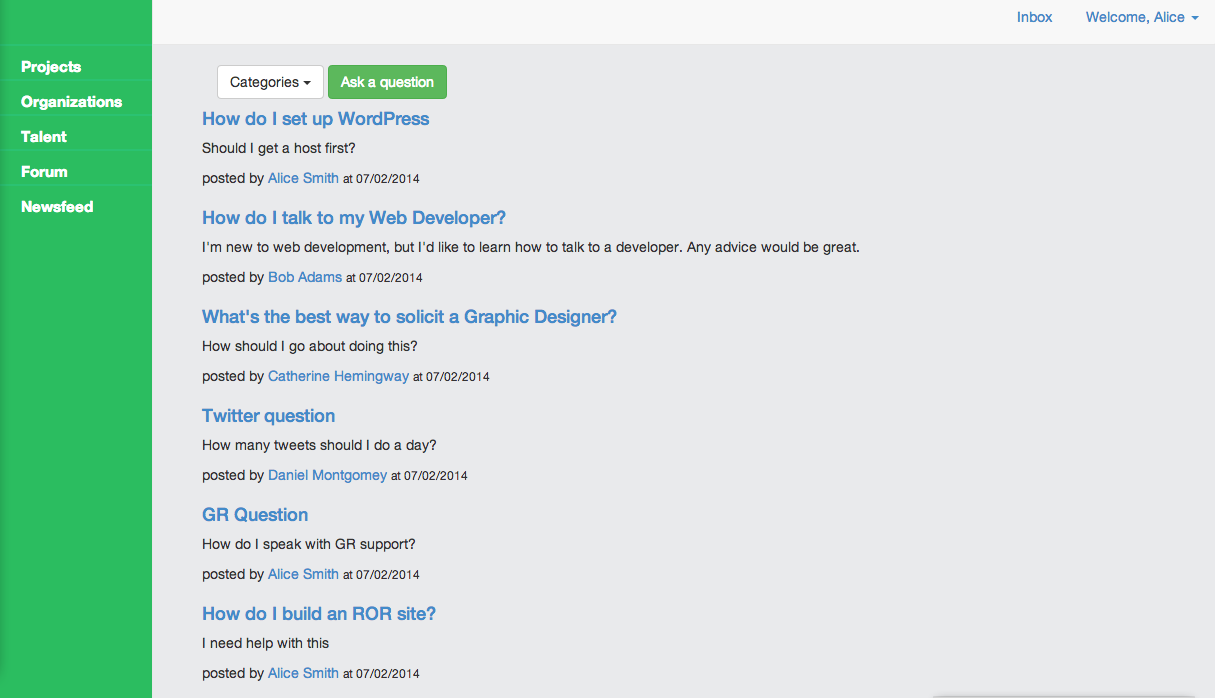 Inbox Welcome, Alice
Projects
Organizations
Talent
Forum
Newsfeed
Categories Ask a question
How do I set up WordPress
Should I get a host first?
posted by Alice Smith at 07/02/2014
How do I talk to my Web Developer?
I'm new to web development, but I'd like to learn how to talk to a developer. Any advice would be great.
posted by Bob Adams at 07/02/2014
What's the best way to solicit a Graphic Designer?
How should I go about doing this?
posted by Catherine Hemingway at 07/02/2014
Twitter question
How many tweets should I do a day?
posted by Daniel Montgomey at 07/02/2014
GR Question
How do I speak with GR support?
posted by Alice Smith at 07/02/2014
How do I build an ROR site?
I need help with this
posted by Alice Smith at 07/02/2014